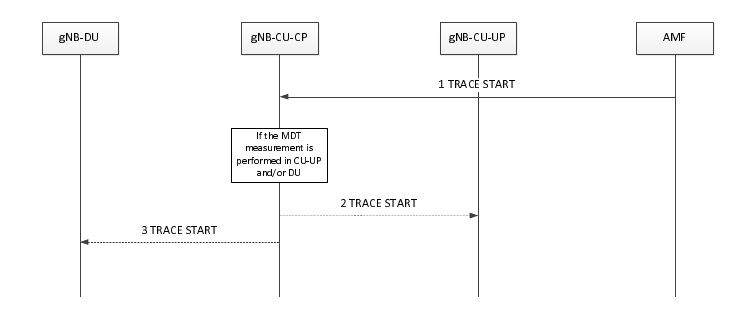 gNB-DU
gNB-CU-CP
gNB-CU-UP
AMF
1 TRACE START
If the MDT
measurement is
performed in CU-UP
and/or DU
2 TRACE START
3 TRACE START